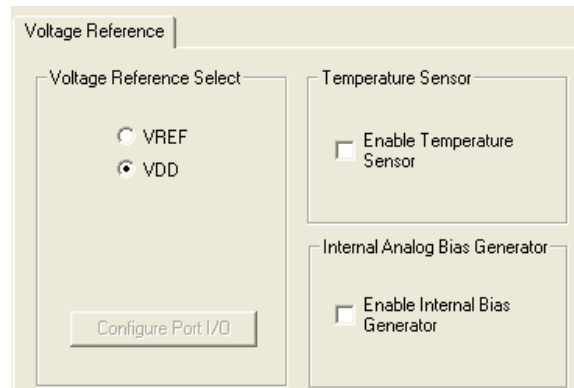 Voltage Reference
Voltage Reference Select
VREF
VDD
Configure Port I/O
Temperature Sensor
Enable Temperature
Sensor
Internal Analog Bias Generator
Enable Internal Bias
Generator